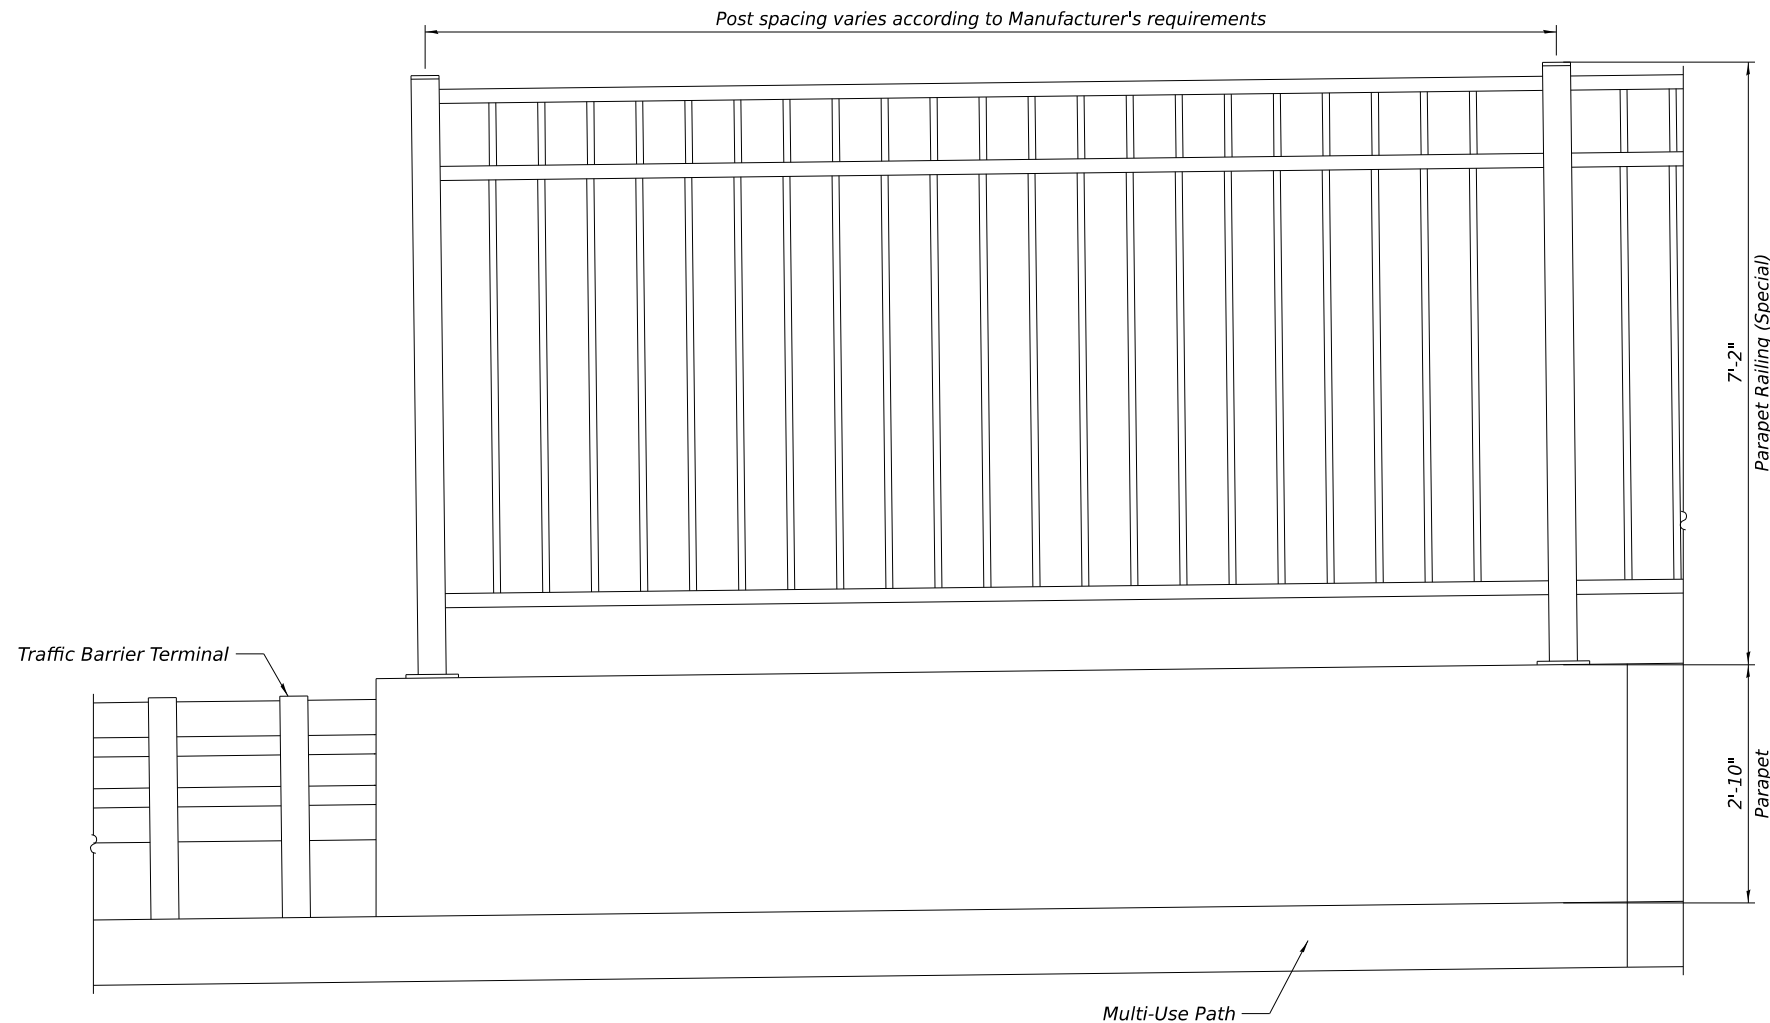 Post spacing varies according to Manufacturer's requirements
7'-2"
Parapet Railing (Special)
Traffic Barrier Terminal
2'-10"
Parapet
Multi-Use Path